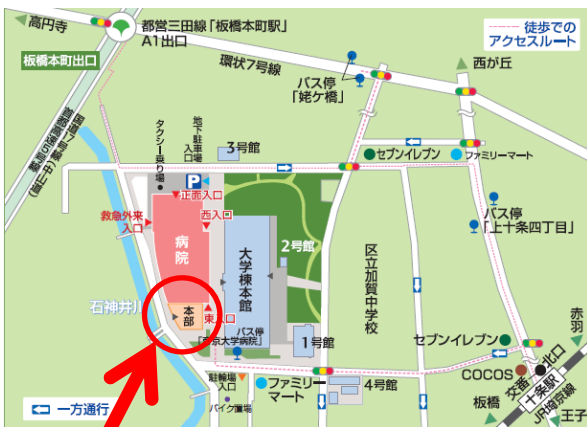 高円寺
都営三田線「板橋本町駅」
A1出口
徒歩での
アクセスルート
板橋本町出口
環状7号線
バス停
「姥ケ橋」
西が丘
国道17号線(中山道)
首都高速5号線
タクシー乗り場
地下駐車場
入口
3号館
セブンイレブン
ファミリーマート
P
正面入口
救急外来
入口
西入口
病院
バス停
「上十条四丁目」
2号館
大学棟本館
区立加賀中学校
石神井川
本部
東入口
バス停
「帝京大学病院」
1号館
セブンイレブン
赤羽
北口
COCOS
交番
十条駅
JR埼京線
駐輪場
入口
ファミリー
マート
4号館
板橋
王子
バイク置場
一方通行